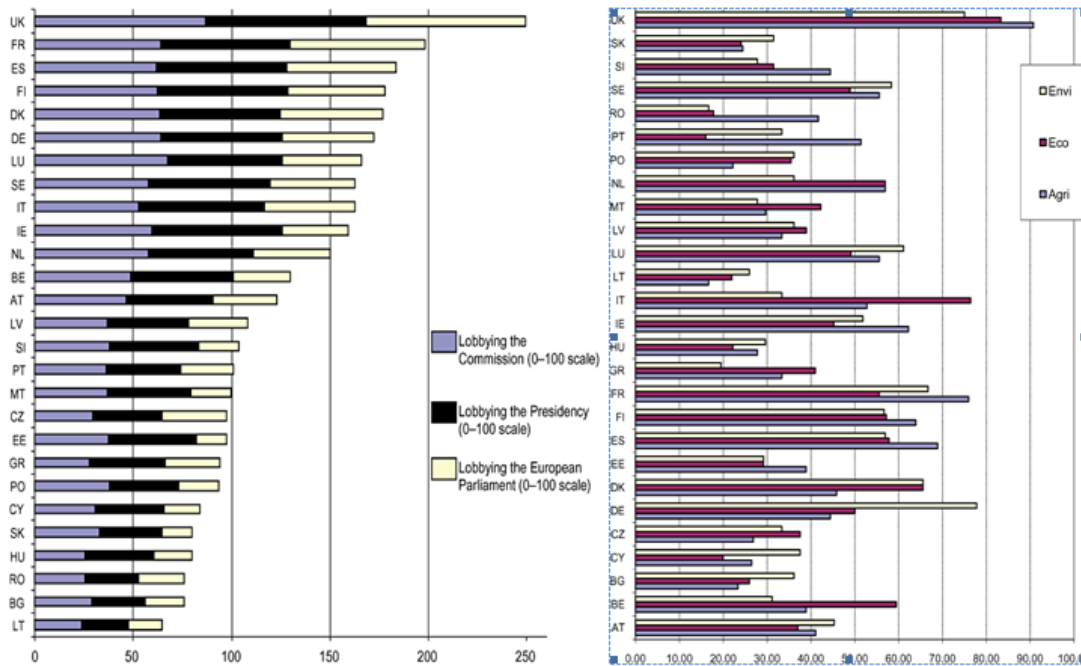 UK
FR
ES
FI
DK
DE
LU
SE
IT
IE
NL
BE
AT
LV
SI
PT
MT
CZ
EE
GR
PO
CY
SK
HU
RO
BG
LT
0 50 100 150 200 250
Lobbying the
Commission (0–100 scale)
Lobbying the Presidency
(0–100 scale)
Lobbying the European
Parliament (0–100 scale)
UK
SK
SI
SE
RO
PT
PO
NL
MT
LV
LU
LT
IT
IE
HU
GR
FR
FI
ES
EE
DK
DE
CZ
CY
BG
BE
AT
0.00 10.00 20.00 30.00 40.00 50.00 60.00 70.00 80.00 90.00 100.0
Envi
Eco
Agri